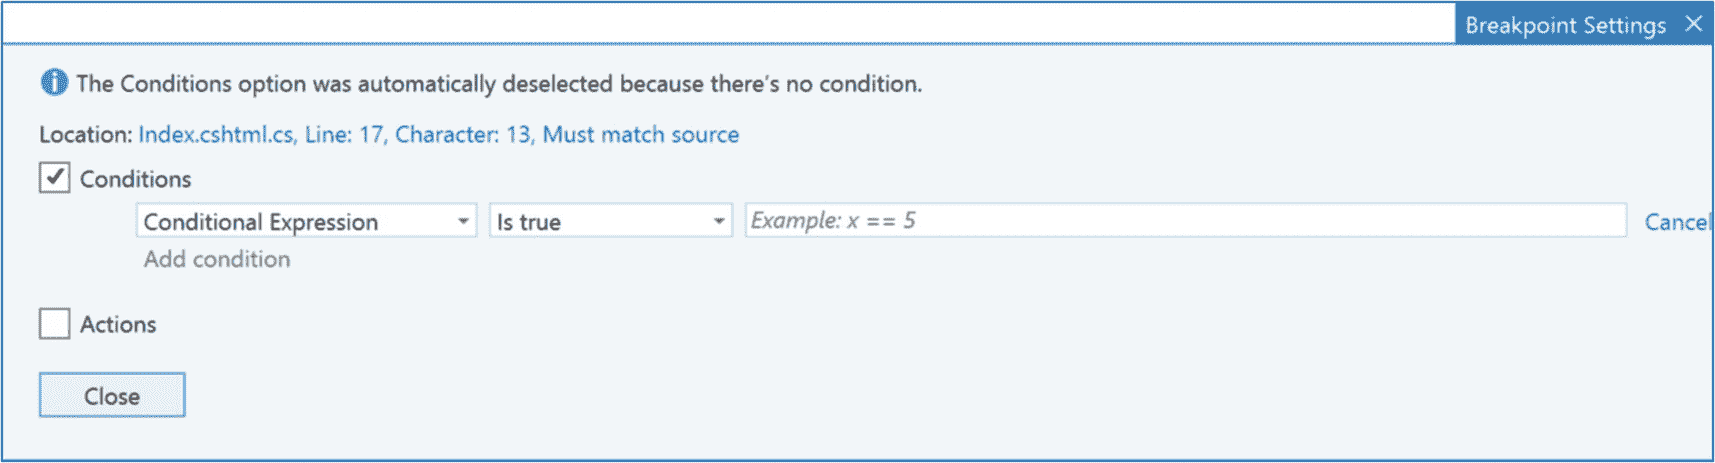 Breakpoint Settings
The Conditions option was automatically deselected because there's no condition.
Location: Index.cshtml.cs, Line: 17, Character: 13, Must match source
Conditions
Conditional Expression Is true Example: x == 5 Cancel
Add condition
Actions
Close